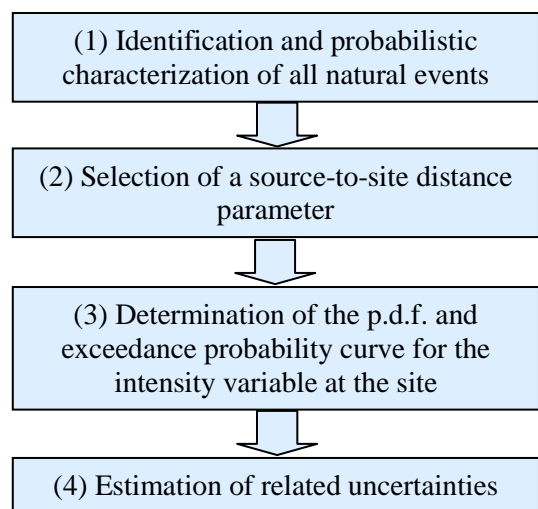 (1) Identification and probabilistic
characterization of all natural events
(2) Selection of a source-to-site distance
parameter
(3) Determination of the p.d.f. and
exceedance probability curve for the
intensity variable at the site
(4) Estimation of related uncertainties